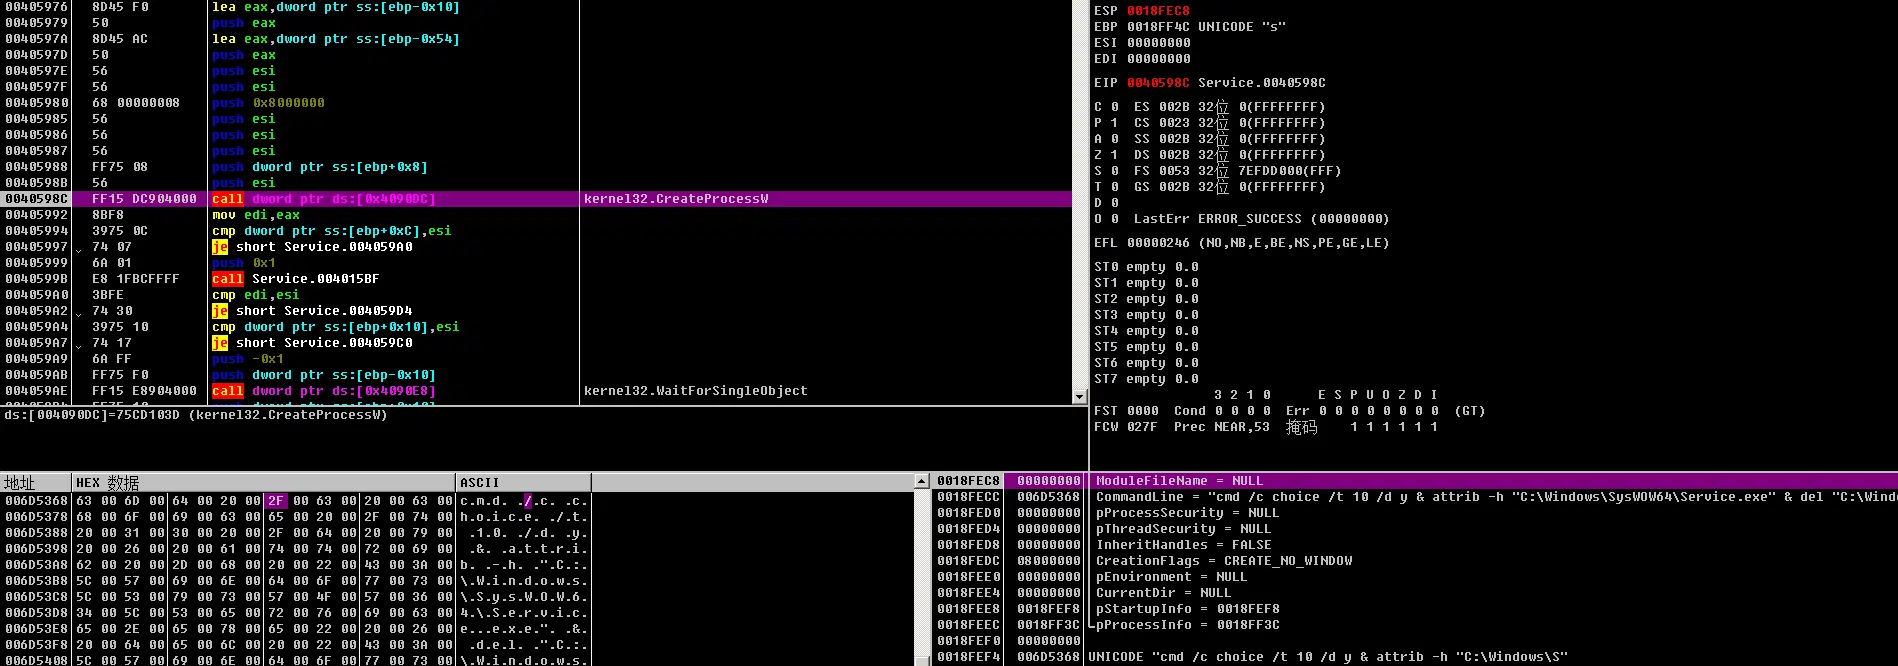 00405976 8D45 F0 lea eax,dword ptr ss:[ebp-0x10]
00405979 50 push eax
0040597A 8D45 AC lea eax,dword ptr ss:[ebp-0x54]
0040597D 50 push eax
0040597E 56 push esi
0040597F 56 push esi
00405980 68 00000008 push 0x8000000
00405985 56 push esi
00405986 56 push esi
00405987 56 push esi
00405988 FF75 08 push dword ptr ss:[ebp+0x8]
0040598B 56 push esi
0040598C FF15 DC904000 call dword ptr ds:[0x4090DC] kernel32.CreateProcessW
00405992 8BF8 mov edi,eax
00405994 3975 0C cmp dword ptr ss:[ebp+0xC],esi
00405997 74 07 je short Service.004059A0
00405999 6A 01 push 0x1
0040599B E8 1FBCFFFF call Service.004015BF
004059A0 3BFE cmp edi,esi
004059A2 74 30 je short Service.004059D4
004059A4 3975 10 cmp dword ptr ss:[ebp+0x10],esi
004059A7 74 17 je short Service.004059C0
004059A9 6A FF push -0x1
004059AB FF75 F0 push dword ptr ss:[ebp-0x10]
004059AE FF15 E8904000 call dword ptr ds:[0x4090E8] kernel32.WaitForSingleObject
ds:[004090DC]=75CD103D (kernel32.CreateProcessW)
ESP 0018FEC8
EBP 0018FF4C UNICODE "s"
ESI 00000000
EDI 00000000
EIP 0040598C Service.0040598C
C 0 ES 002B 32位 0(FFFFFFFF)
P 1 CS 0023 32位 0(FFFFFFFF)
A 0 SS 002B 32位 0(FFFFFFFF)
Z 1 DS 002B 32位 0(FFFFFFFF)
S 0 FS 0053 32位 7EFDD000(FFF)
T 0 GS 002B 32位 0(FFFFFFFF)
D 0
O 0 LastErr ERROR_SUCCESS (00000000)
EFL 00000246 (NO,NB,E,BE,NS,PE,GE,LE)
ST0 empty 0.0
ST1 empty 0.0
ST2 empty 0.0
ST3 empty 0.0
ST4 empty 0.0
ST5 empty 0.0
ST6 empty 0.0
ST7 empty 0.0
3 2 1 0 E S P U O Z D I
FST 0000 Cond 0 0 0 0 Err 0 0 0 0 0 0 0 0 (GT)
FCW 027F Prec NEAR,53 掩码 1 1 1 1 1 1
地址 HEX 数据 ASCII
006D5368 63 00 6D 00 64 00 20 00 2F 00 63 00 20 00 63 00 c.m.d. ./.c. .c.
006D5378 68 00 6F 00 69 00 63 00 65 00 20 00 2F 00 74 00 h.o.i.c.e. ./.t.
006D5388 20 00 31 00 30 00 20 00 2F 00 64 00 20 00 79 00  .1.0. ./.d. .y.
006D5398 20 00 26 00 20 00 61 00 74 00 74 00 72 00 69 00  .&. .a.t.t.r.i.
006D53A8 62 00 20 00 2D 00 68 00 20 00 22 00 43 00 3A 00 b. .-.h. .".C.:.
006D53B8 5C 00 57 00 69 00 6E 00 64 00 6F 00 77 00 73 00 \.W.i.n.d.o.w.s.
006D53C8 5C 00 53 00 79 00 73 00 57 00 4F 00 57 00 36 00 \.S.y.s.W.O.W.6.
006D53D8 34 00 5C 00 53 00 65 00 72 00 76 00 69 00 63 00 4.\.S.e.r.v.i.c.
006D53E8 65 00 2E 00 65 00 78 00 65 00 22 00 20 00 26 00 e...e.x.e.". .&.
006D53F8 20 00 64 00 65 00 6C 00 20 00 22 00 43 00 3A 00  .d.e.l. .".C.:.
006D5408 5C 00 57 00 69 00 6E 00 64 00 6F 00 77 00 73 00 \.W.i.n.d.o.w.s.
0018FEC8 00000000 ModuleFileName = NULL
0018FECC 006D5368 CommandLine = "cmd /c choice /t 10 /d y & attrib -h "C:\Windows\SysWOW64\Service.exe" & del "C:\Wind
0018FED0 00000000 pProcessSecurity = NULL
0018FED4 00000000 pThreadSecurity = NULL
0018FED8 00000000 InheritHandles = FALSE
0018FEDC 08000000 CreationFlags = CREATE_NO_WINDOW
0018FEE0 00000000 pEnvironment = NULL
0018FEE4 00000000 CurrentDir = NULL
0018FEE8 0018FEF8 pStartupInfo = 0018FEF8
0018FEEC 0018FF3C pProcessInfo = 0018FF3C
0018FEF0 00000000
0018FEF4 006D5368 UNICODE "cmd /c choice /t 10 /d y & attrib -h "C:\Windows\S"